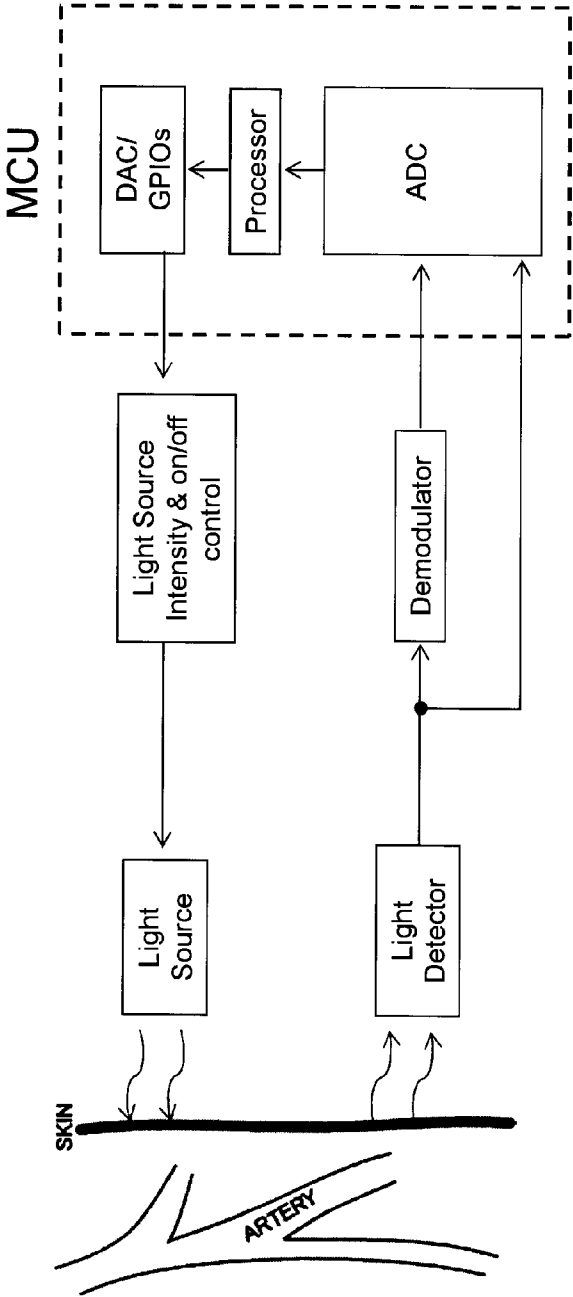 MCU
SKIN
ARTERY
Light
Source
Light Source
Intensity & on/off
control
DAC/
GPIOs
Processor
ADC
Light
Detector
Demodulator